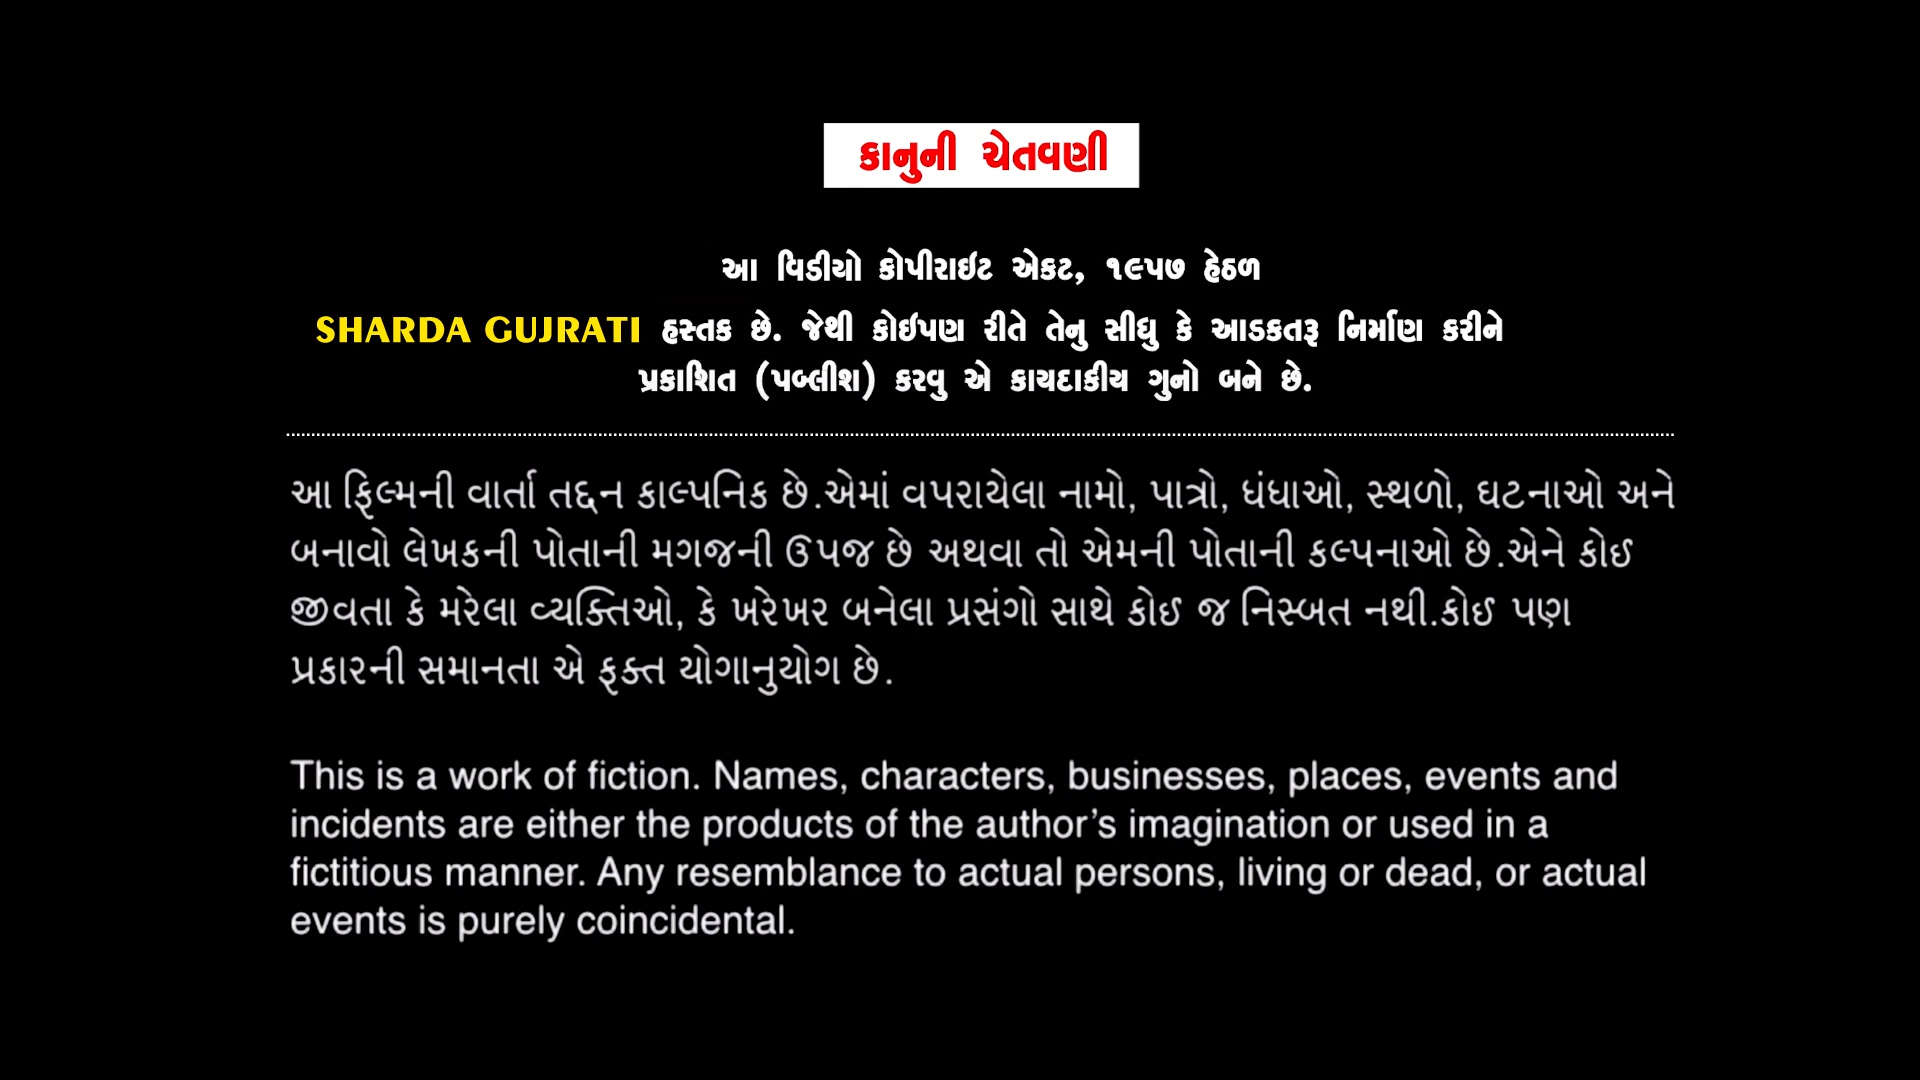 કાનુની ચેતવણી
આ વિડીયો કોપીરાઇટ એકટ, ૧૯૫૭ હેઠળ
SHARDA GUJRATI હસ્તક છે. જેથી કોઇપણ રીતે તેનુ સીધુ કે આડકતરૂ નિર્માણ કરીને
પ્રકાશિત (પબ્લીશ) કરવુ એ કાયદાકીય ગુનો બને છે.
આ ફિલ્મની વાર્તા તદ્દન કાલ્પનિક છે.એમાં વપરાયેલા નામો, પાત્રો, ધંધાઓ, સ્થળો, ઘટનાઓ અને
બનાવો લેખકની પોતાની મગજની ઉપજ છે અથવા તો એમની પોતાની કલ્પનાઓ છે.એને કોઈ
જીવતા કે મરેલા વ્યક્તિઓ, કે ખરેખર બનેલા પ્રસંગો સાથે કોઈ જ નિસ્બત નથી.કોઈ પણ
પ્રકારની સમાનતા એ ફક્ત યોગાનુયોગ છે.
This is a work of fiction. Names, characters, businesses, places, events and
incidents are either the products of the author’s imagination or used in a
fictitious manner. Any resemblance to actual persons, living or dead, or actual
events is purely coincidental.